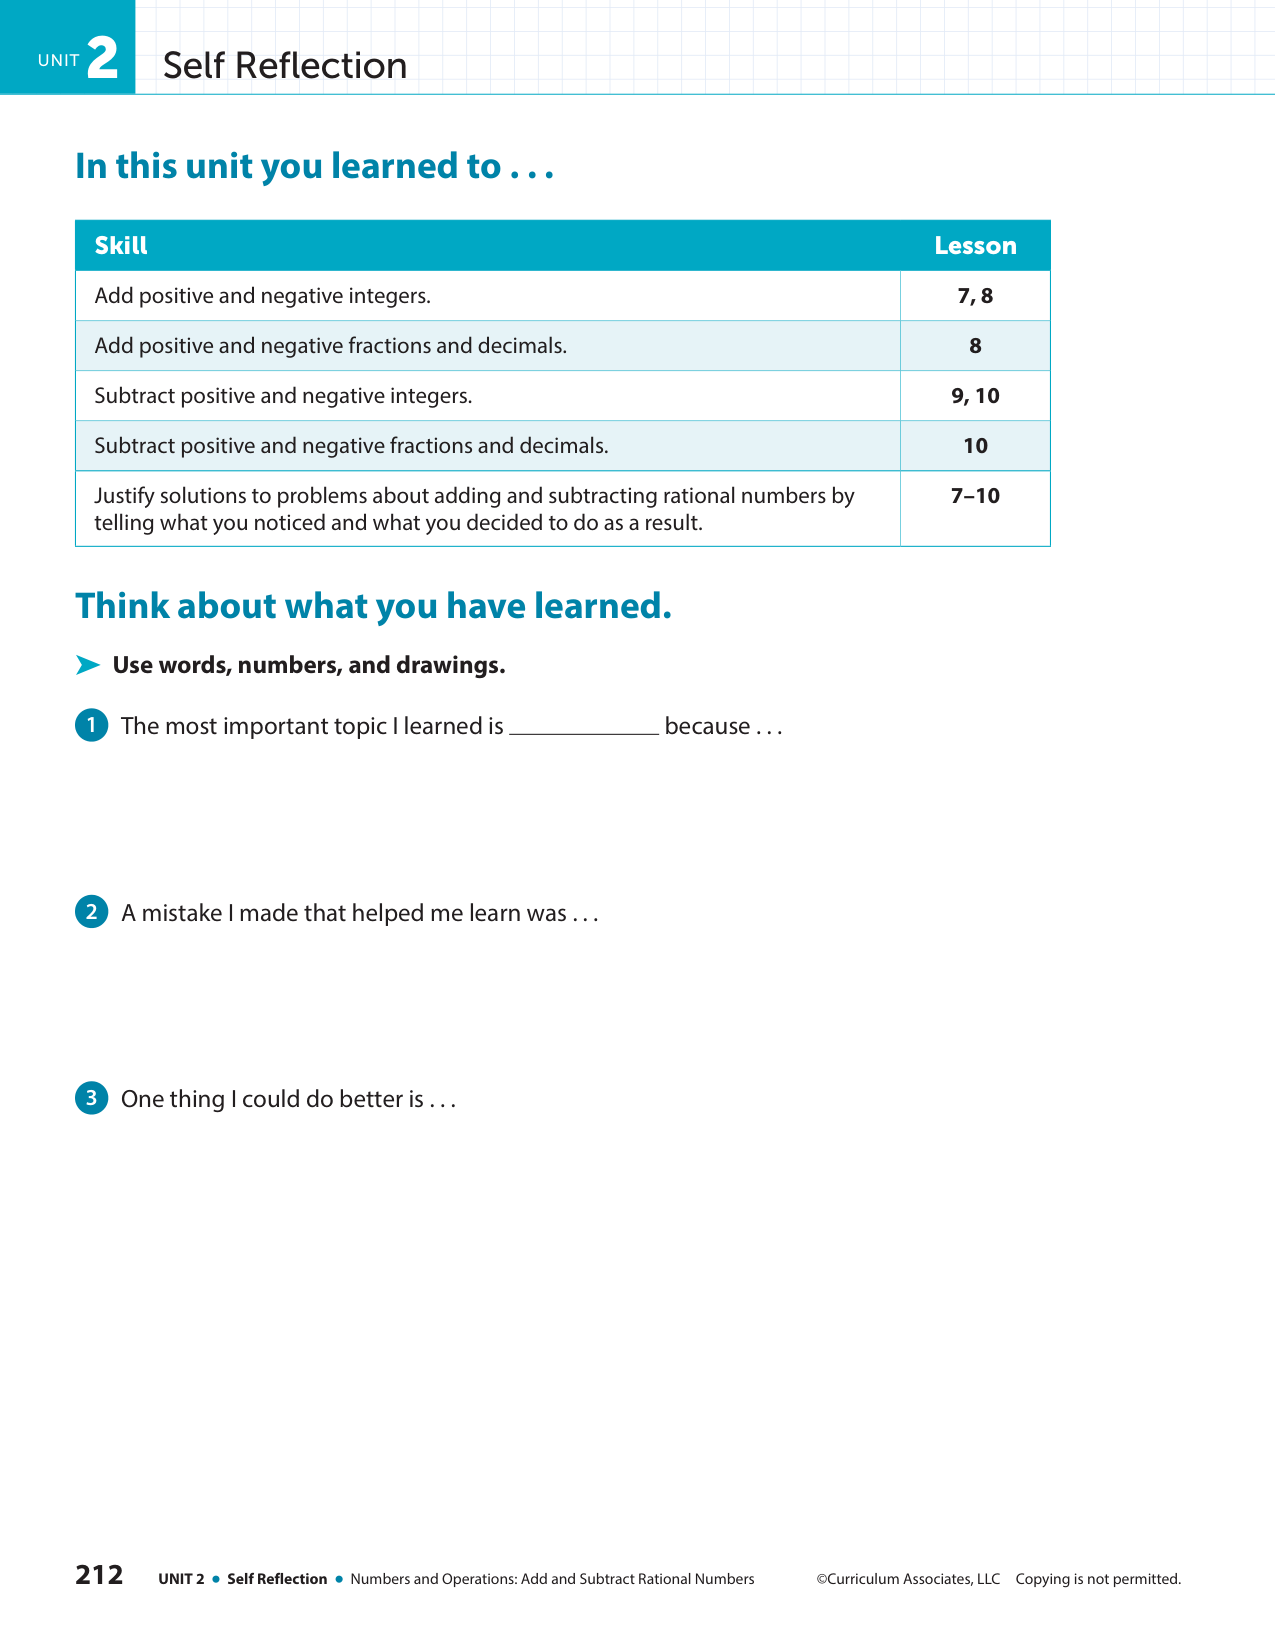 UNIT 2 Self Reflection
In this unit you learned to . . .
Skill Lesson
Add positive and negative integers. 7, 8
Add positive and negative fractions and decimals. 8
Subtract positive and negative integers. 9, 10
Subtract positive and negative fractions and decimals. 10
Justify solutions to problems about adding and subtracting rational numbers by 7–10
telling what you noticed and what you decided to do as a result.
Think about what you have learned.
➤ Use words, numbers, and drawings.
1 The most important topic I learned is ____________ because . . .
2 A mistake I made that helped me learn was . . .
3 One thing I could do better is . . .
212 UNIT 2 • Self Reflection • Numbers and Operations: Add and Subtract Rational Numbers ©Curriculum Associates, LLC Copying is not permitted.